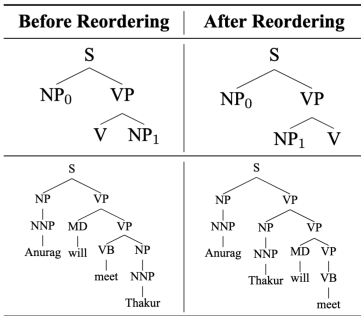 Before Reordering After Reordering
S S
NP₀ VP NP₀ VP
V NP₁ NP₁ V
S S
NP VP NP VP
NNP MD VP NNP NP VP
Anurag will VB NP Anurag NNP MD VP
meet NNP Thakur will VB
Thakur meet